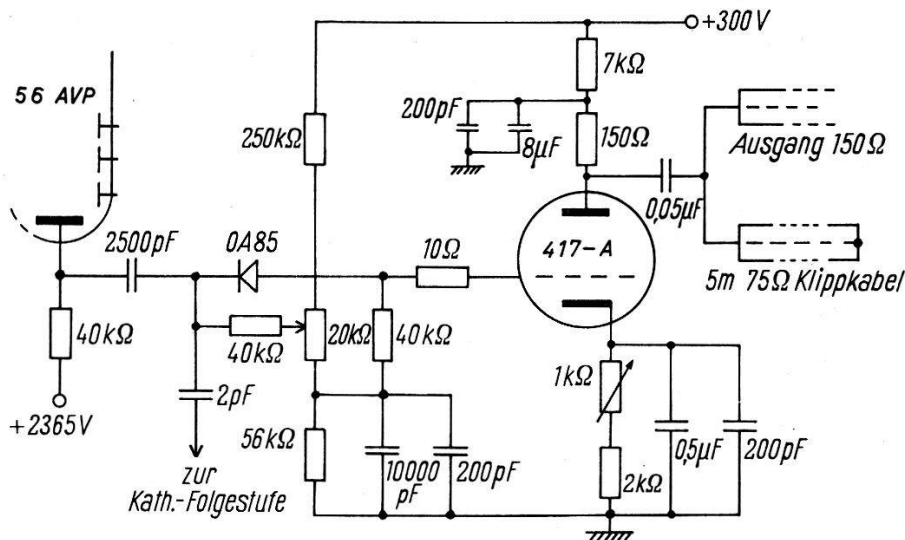 +300V
7kΩ
56 AVP
200pF
8µF
150Ω
250kΩ
Ausgang 150Ω
0,05µF
2500pF
0A85
10Ω
417-A
5m 75Ω Klippkabel
40kΩ
40kΩ
20kΩ
40kΩ
1kΩ
2pF
+2365V
56kΩ
10000
pF
200pF
0,5µF
200pF
zur
Kath.-Folgestufe
2kΩ